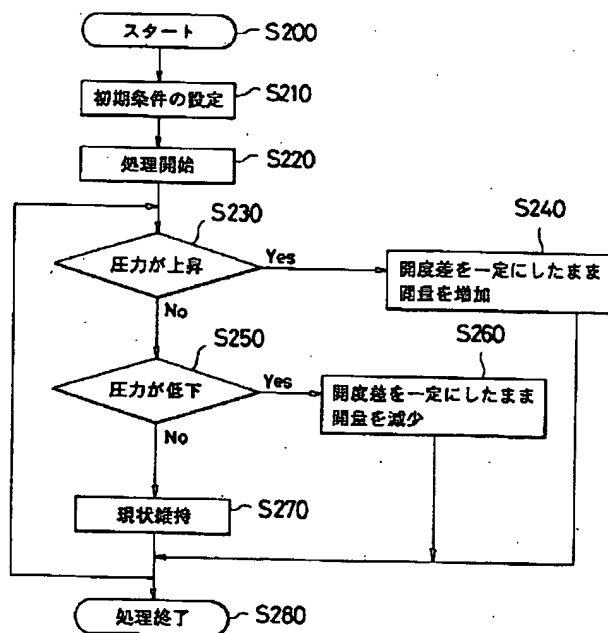 スタート
S200
初期条件の設定
S210
処理開始
S220
S230
圧力が上昇
Yes
No
S240
開度差を一定にしたまま
開量を増加
S250
圧力が低下
Yes
No
S260
開度差を一定にしたまま
開量を減少
現状維持
S270
処理終了
S280